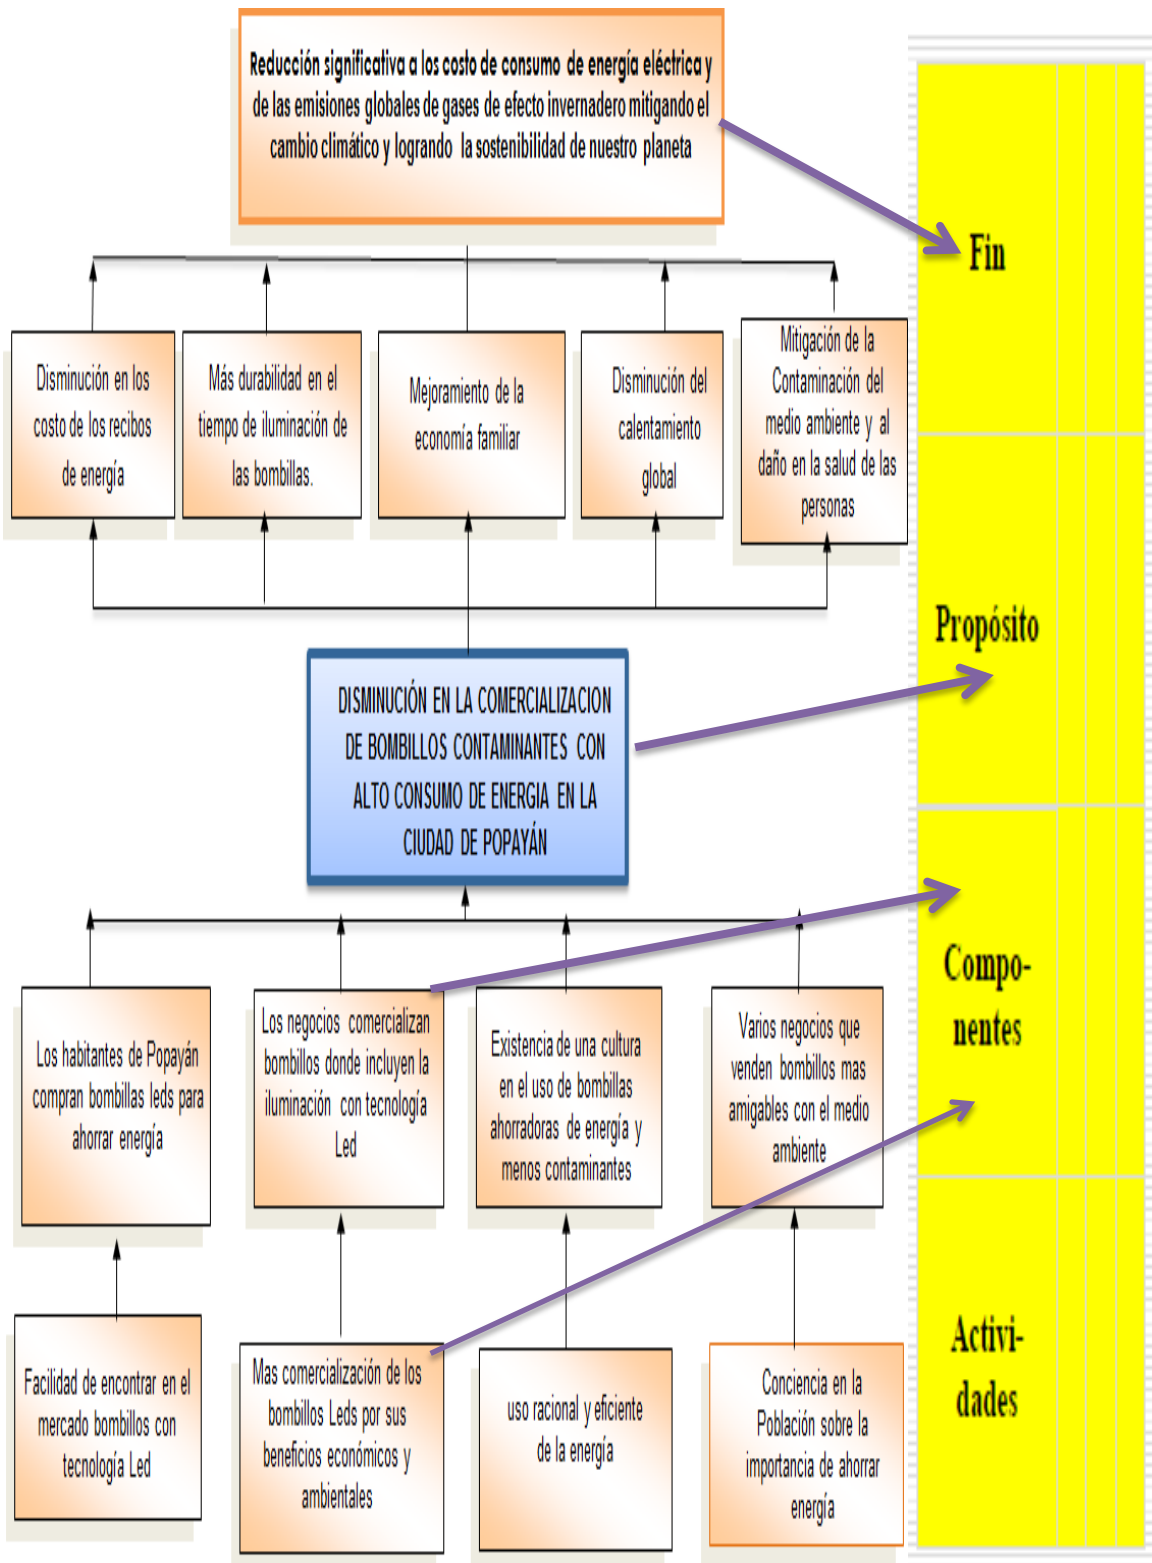 Reducción significativa a los costo de consumo de energía eléctrica y
de las emisiones globales de gases de efecto invernadero mitigando el
cambio climático y logrando la sostenibilidad de nuestro planeta
Fin
Disminución en los
costo de los recibos
de energía
Más durabilidad en el
tiempo de iluminación de
las bombillas.
Mejoramiento de la
economía familiar
Disminución del
calentamiento
global
Mitigación de la
Contaminación del
medio ambiente y al
daño en la salud de las
personas
Propósito
DISMINUCIÓN EN LA COMERCIALIZACION
DE BOMBILLOS CONTAMINANTES CON
ALTO CONSUMO DE ENERGIA EN LA
CIUDAD DE POPAYÁN
Compo-
nentes
Los habitantes de Popayán
compran bombillas leds para
ahorrar energía
Los negocios comercializan
bombillos donde incluyen la
iluminación con tecnología
Led
Existencia de una cultura
en el uso de bombillas
ahorradoras de energía y
menos contaminantes
Varios negocios que
venden bombillos mas
amigables con el medio
ambiente
Activi-
dades
Facilidad de encontrar en el
mercado bombillos con
tecnología Led
Mas comercialización de los
bombillos Leds por sus
beneficios económicos y
ambientales
uso racional y eficiente
de la energía
Conciencia en la
Población sobre la
importancia de ahorrar
energía